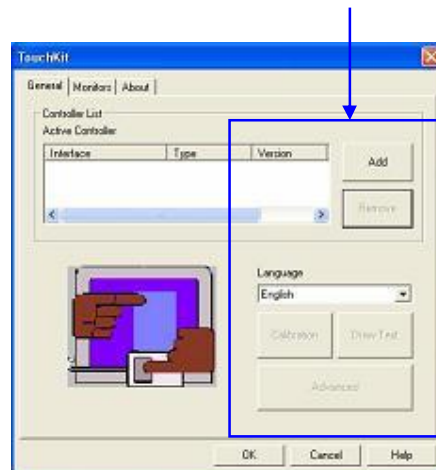 TouchKit
General Monitors About
Controller List
Active Controller
Interface Type Version
Add
Remove
Language
English
Calibration Draw Test
Advanced
OK Cancel Help